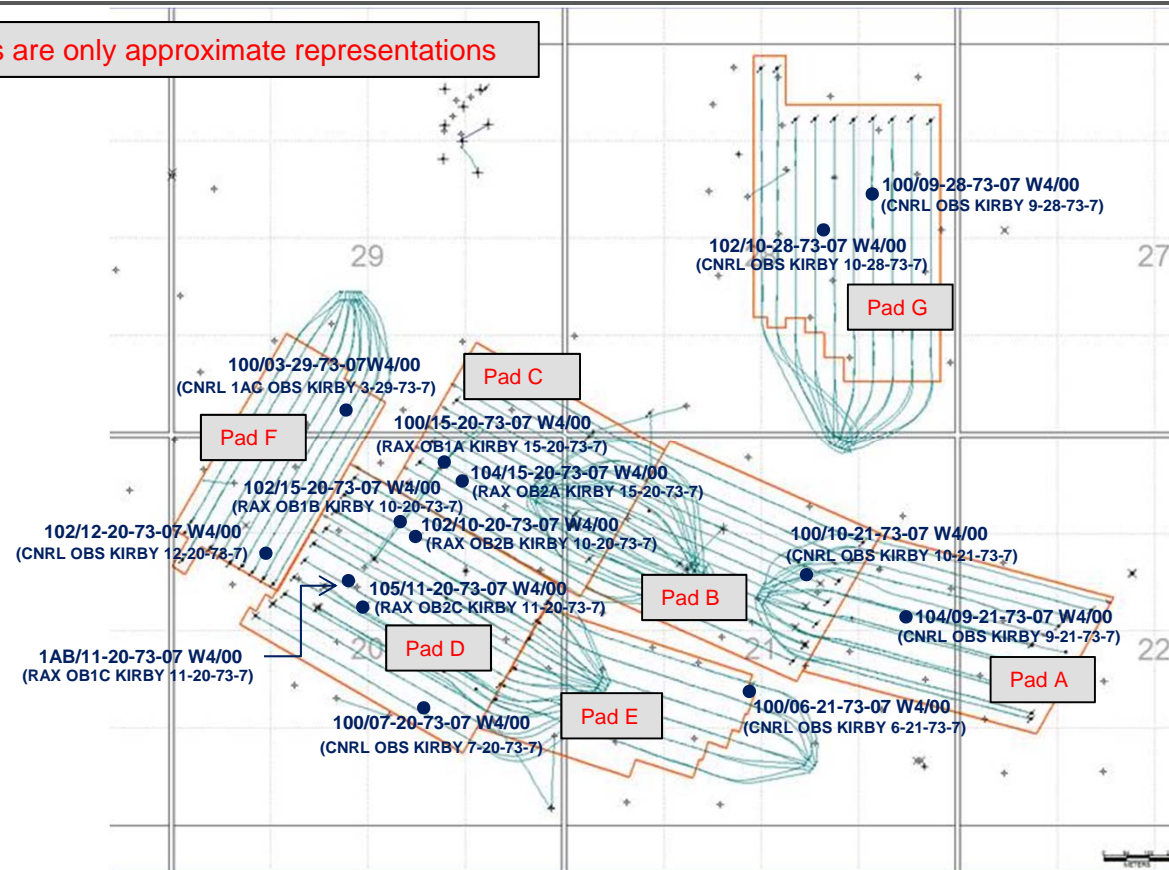 s are only approximate representations
100/09-28-73-07 W4/00
(CNRL OBS KIRBY 9-28-73-7)
102/10-28-73-07 W4/00
(CNRL OBS KIRBY 10-28-73-7)
29
28
27
Pad G
100/03-29-73-07W4/00
(CNRL 1AC OBS KIRBY 3-29-73-7)
Pad C
Pad F
100/15-20-73-07 W4/00
(RAX OB1A KIRBY 15-20-73-7)
104/15-20-73-07 W4/00
(RAX OB2A KIRBY 15-20-73-7)
102/15-20-73-07 W4/00
(RAX OB1B KIRBY 10-20-73-7)
102/10-20-73-07 W4/00
(RAX OB2B KIRBY 10-20-73-7)
102/12-20-73-07 W4/00
(CNRL OBS KIRBY 12-20-73-7)
100/10-21-73-07 W4/00
(CNRL OBS KIRBY 10-21-73-7)
105/11-20-73-07 W4/00
(RAX OB2C KIRBY 11-20-73-7)
Pad B
104/09-21-73-07 W4/00
(CNRL OBS KIRBY 9-21-73-7)
1AB/11-20-73-07 W4/00
(RAX OB1C KIRBY 11-20-73-7)
20
Pad D
21
22
Pad A
100/07-20-73-07 W4/00
(CNRL OBS KIRBY 7-20-73-7)
Pad E
100/06-21-73-07 W4/00
(CNRL OBS KIRBY 6-21-73-7)
METERS